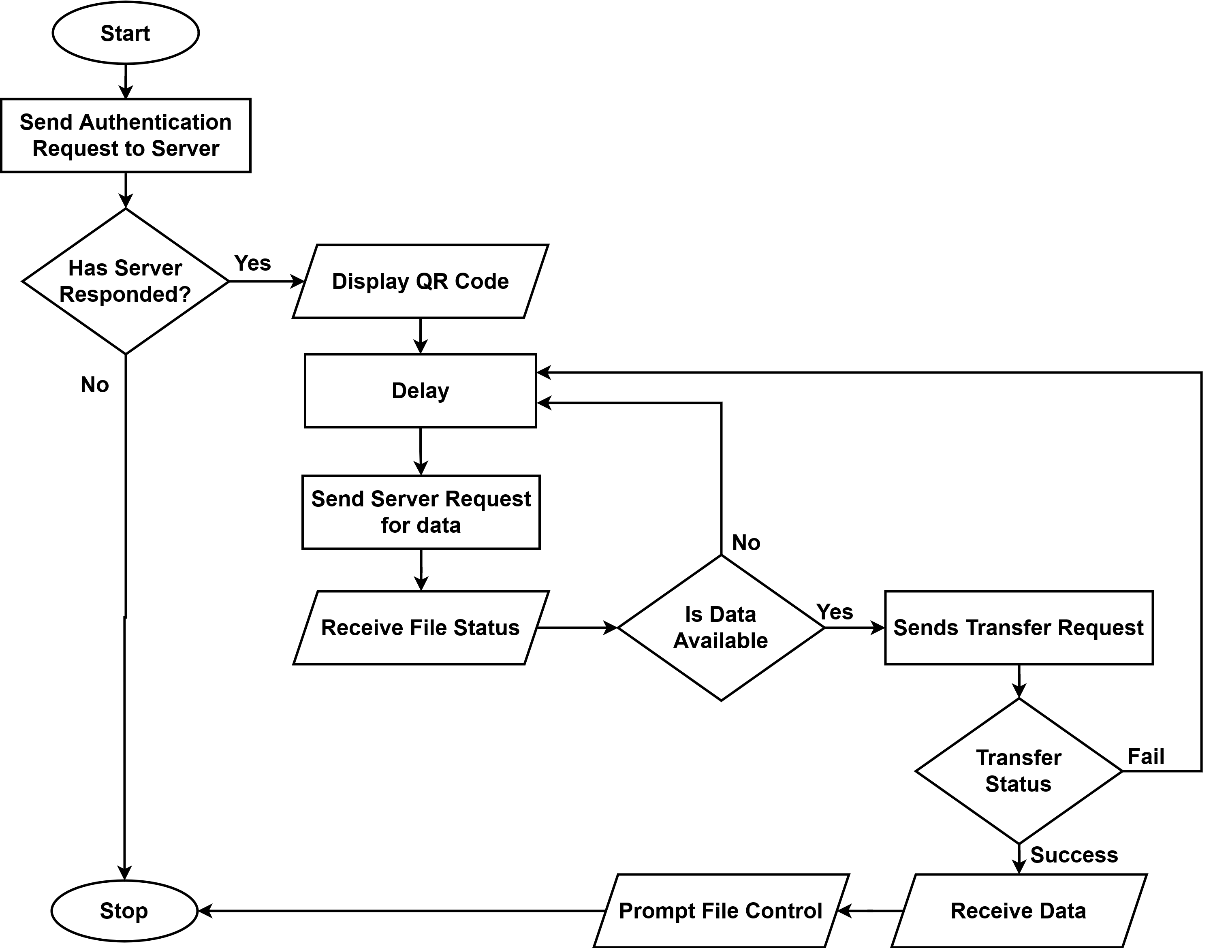 Start
Send Authentication
Request to Server
Has Server
Responded?
Yes
No
Display QR Code
Delay
Send Server Request
for data
Receive File Status
Is Data
Available
No
Yes
Sends Transfer Request
Transfer
Status
Fail
Success
Receive Data
Prompt File Control
Stop